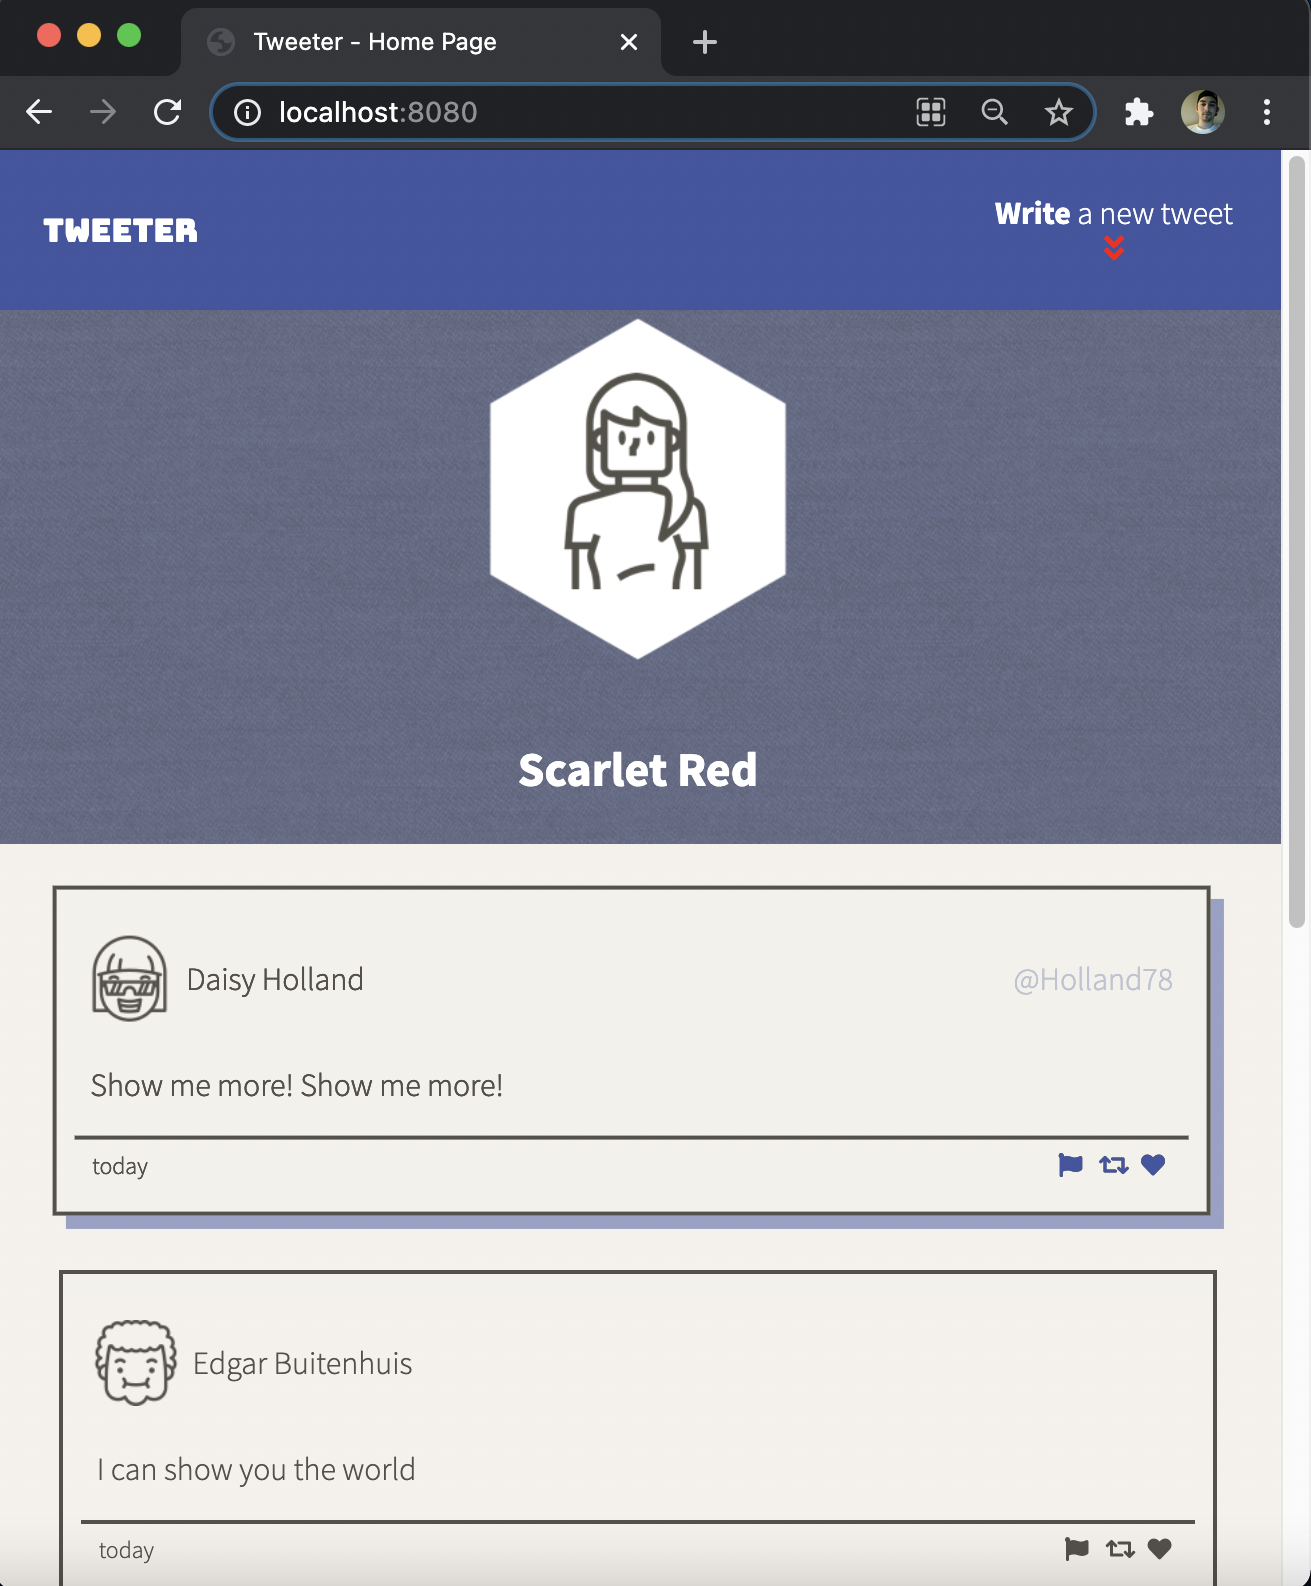 Tweeter - Home Page
localhost:8080
TWEETER
Write a new tweet
Scarlet Red
Daisy Holland
@Holland78
Show me more! Show me more!
today
Edgar Buitenhuis
I can show you the world
today